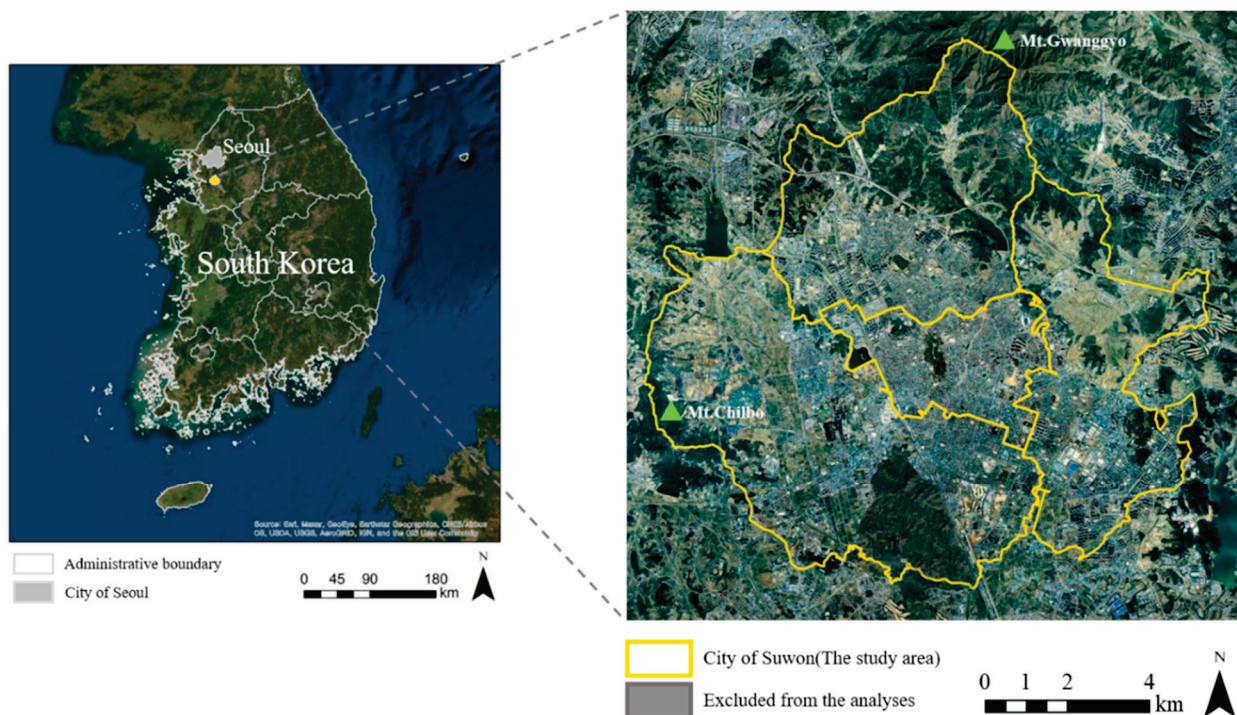 Mt.Gwanggyo
Seoul
South Korea
Mt.Chilbo
Source: Esri, Maxar, GeoEye, Earthstar Geographics, CNES/Airbus
DS, USDA, USGS, AeroGRID, IGN, and the GIS User Community
Administrative boundary
City of Seoul
0 45 90 180
km
N
City of Suwon(The study area)
Excluded from the analyses
0 1 2 4
km
N